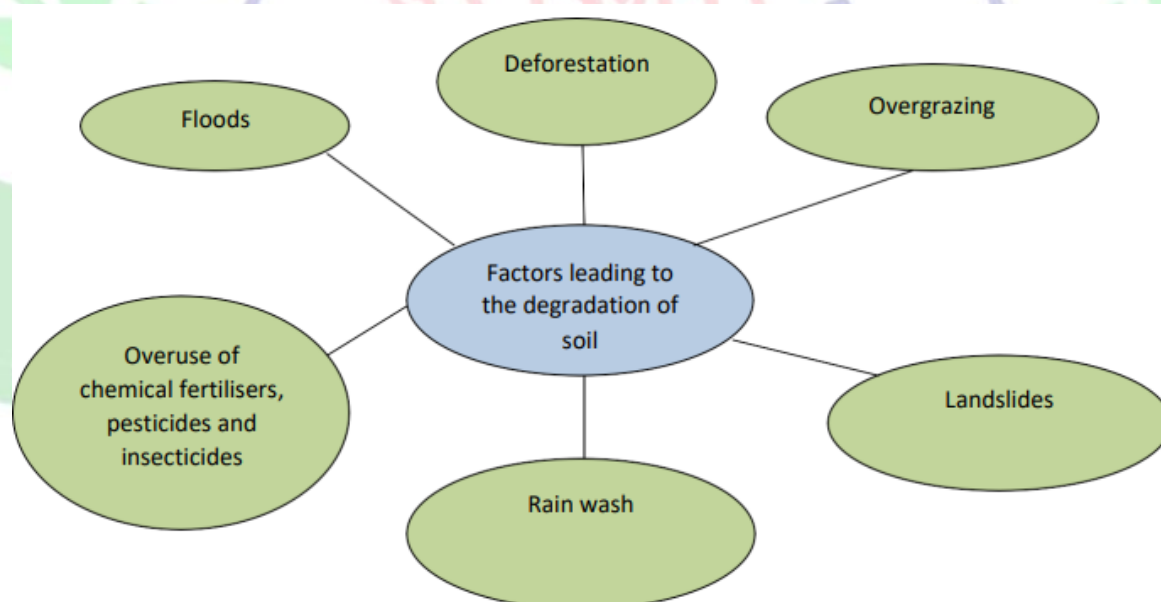 Deforestation
Floods
Overgrazing
Factors leading to
the degradation of
soil
Overuse of
chemical fertilisers,
pesticides and
insecticides
Landslides
Rain wash